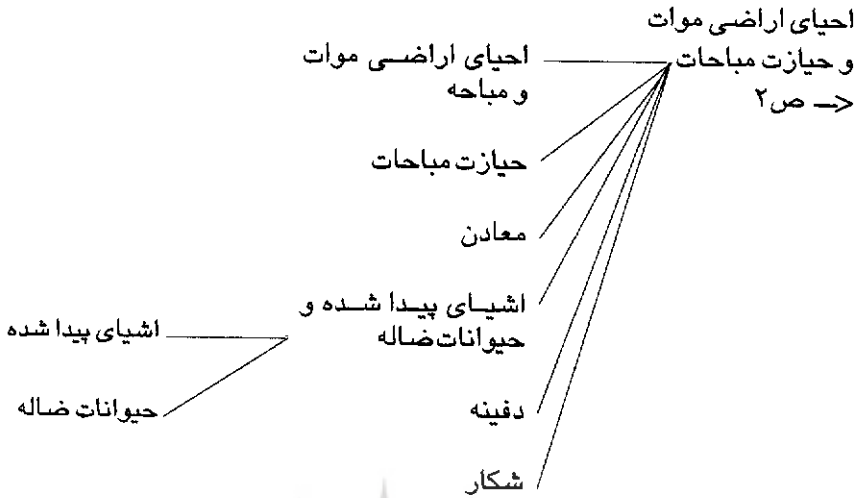 احیای اراضی موات
و حیازت مباحات
<– ص۲
احیای اراضی موات
و مباحه
حیازت مباحات
معادن
اشیای پیدا شده و
حیوانات ضاله
اشیای پیدا شده
حیوانات ضاله
دفینه
شکار